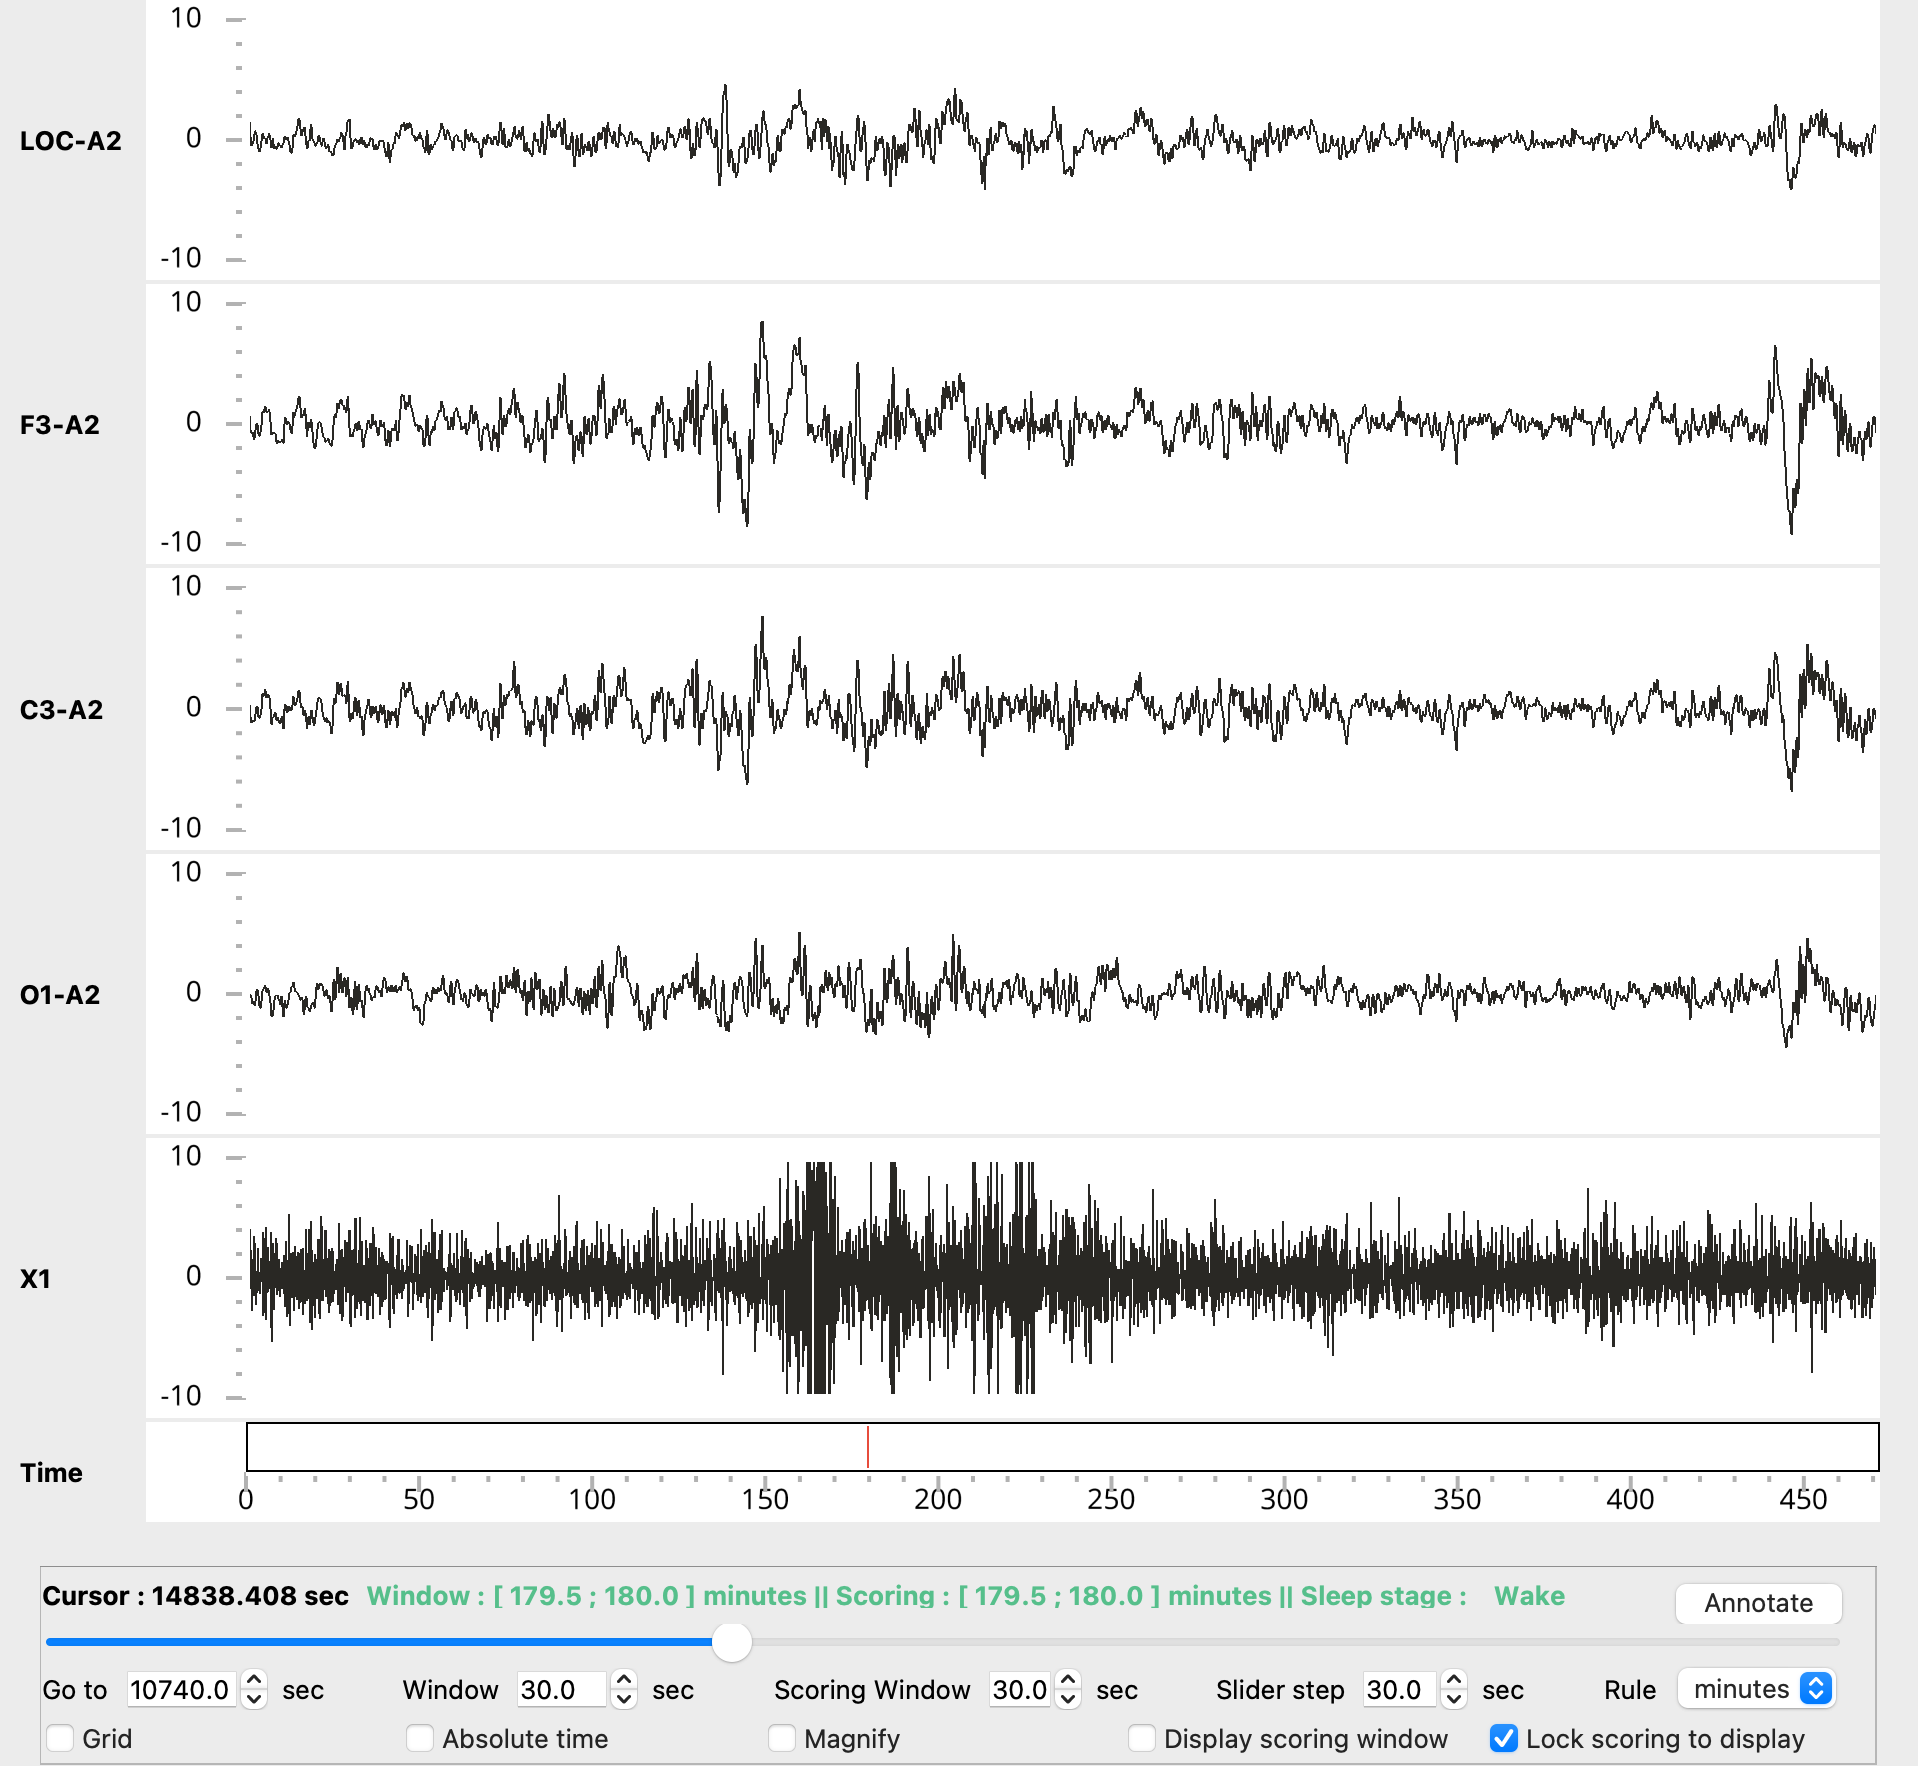 10
LOC-A2
0
-10
10
F3-A2
0
-10
10
C3-A2
0
-10
10
O1-A2
0
-10
10
X1
0
-10
Time
0 50 100 150 200 250 300 350 400 450
Cursor : 14838.408 sec Window : [ 179.5 ; 180.0 ] minutes || Scoring : [ 179.5 ; 180.0 ] minutes || Sleep stage : Wake Annotate
Go to 10740.0 sec Window 30.0 sec Scoring Window 30.0 sec Slider step 30.0 sec Rule minutes
Grid Absolute time Magnify Display scoring window Lock scoring to display